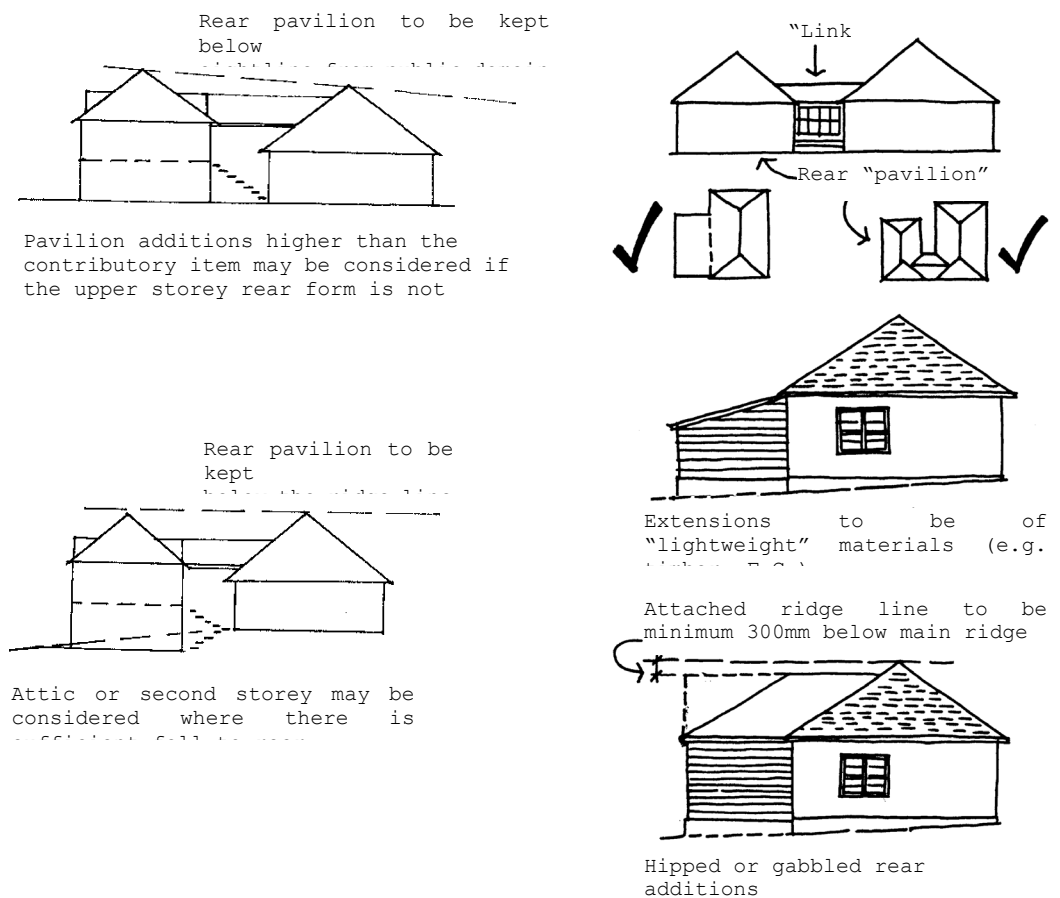 Rear pavilion to be kept
below
Pavilion additions higher than the
contributory item may be considered if
the upper storey rear form is not
Rear pavilion to be
kept
Attic or second storey may be
considered where there is
“Link
Rear “pavilion”
Extensions to be of
“lightweight” materials (e.g.
Attached ridge line to be
minimum 300mm below main ridge
Hipped or gabbled rear
additions